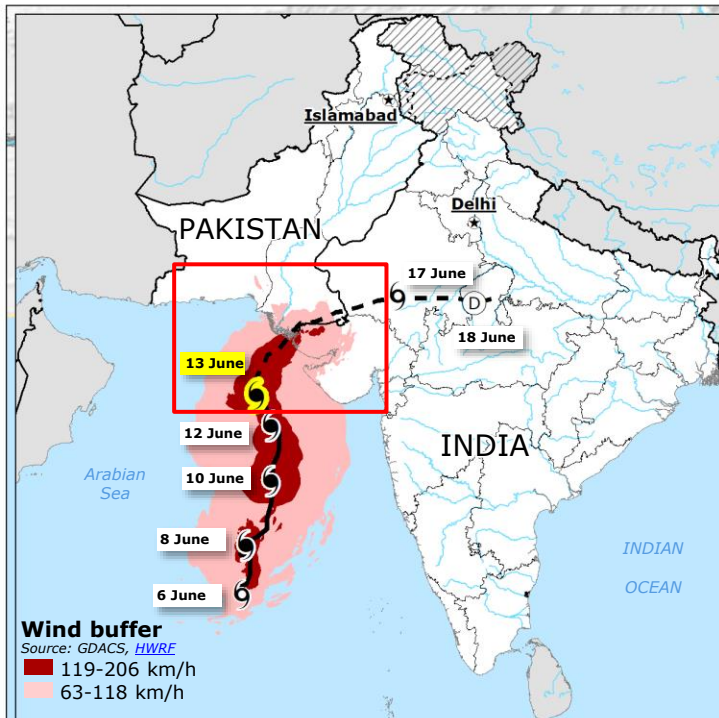 Islamabad
Delhi
PAKISTAN
17 June
D
18 June
13 June
12 June
INDIA
10 June
Arabian
Sea
8 June
INDIAN
OCEAN
6 June
Wind buffer
Source: GDACS, HWRF
119-206 km/h
63-118 km/h